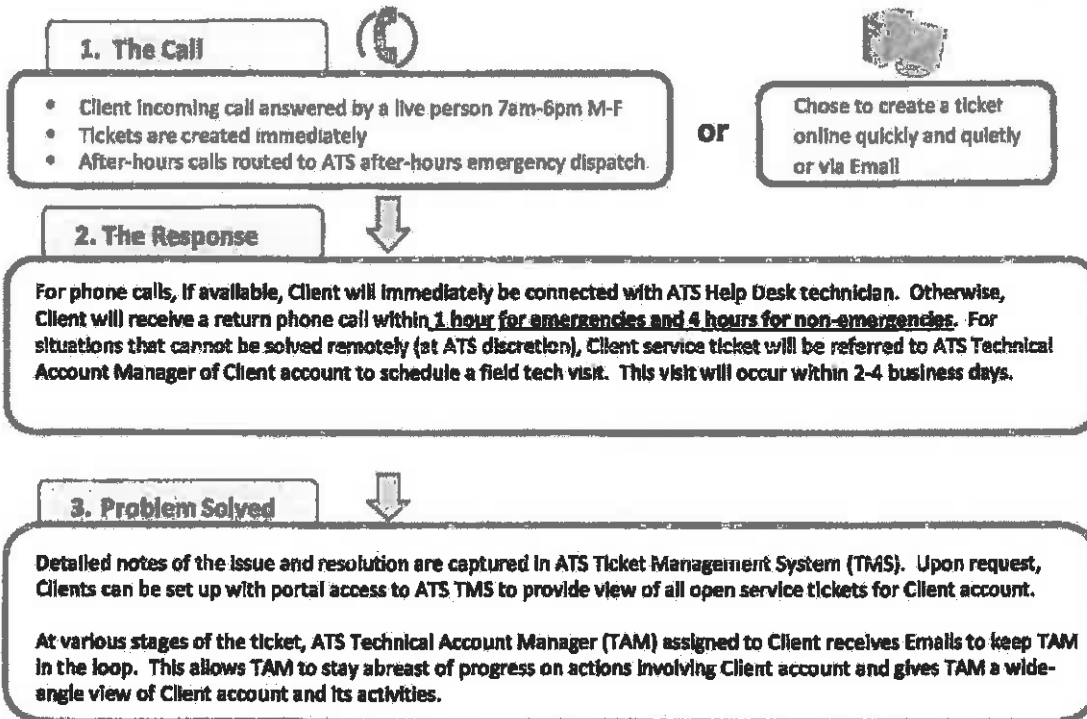 1. The Call
• Client incoming call answered by a live person 7am-6pm M-F
• Tickets are created immediately
• After-hours calls routed to ATS after-hours emergency dispatch.
or
Chose to create a ticket
online quickly and quietly
or via Email
2. The Response
For phone calls, if available, Client will immediately be connected with ATS Help Desk technician. Otherwise,
Client will receive a return phone call within 1 hour for emergencies and 4 hours for non-emergencies. For
situations that cannot be solved remotely (at ATS discretion), Client service ticket will be referred to ATS Technical
Account Manager of Client account to schedule a field tech visit. This visit will occur within 2-4 business days.
3. Problem Solved
Detailed notes of the issue and resolution are captured in ATS Ticket Management System (TMS). Upon request,
Clients can be set up with portal access to ATS TMS to provide view of all open service tickets for Client account.
At various stages of the ticket, ATS Technical Account Manager (TAM) assigned to Client receives Emails to keep TAM
in the loop. This allows TAM to stay abreast of progress on actions involving Client account and gives TAM a wide-
angle view of Client account and its activities.